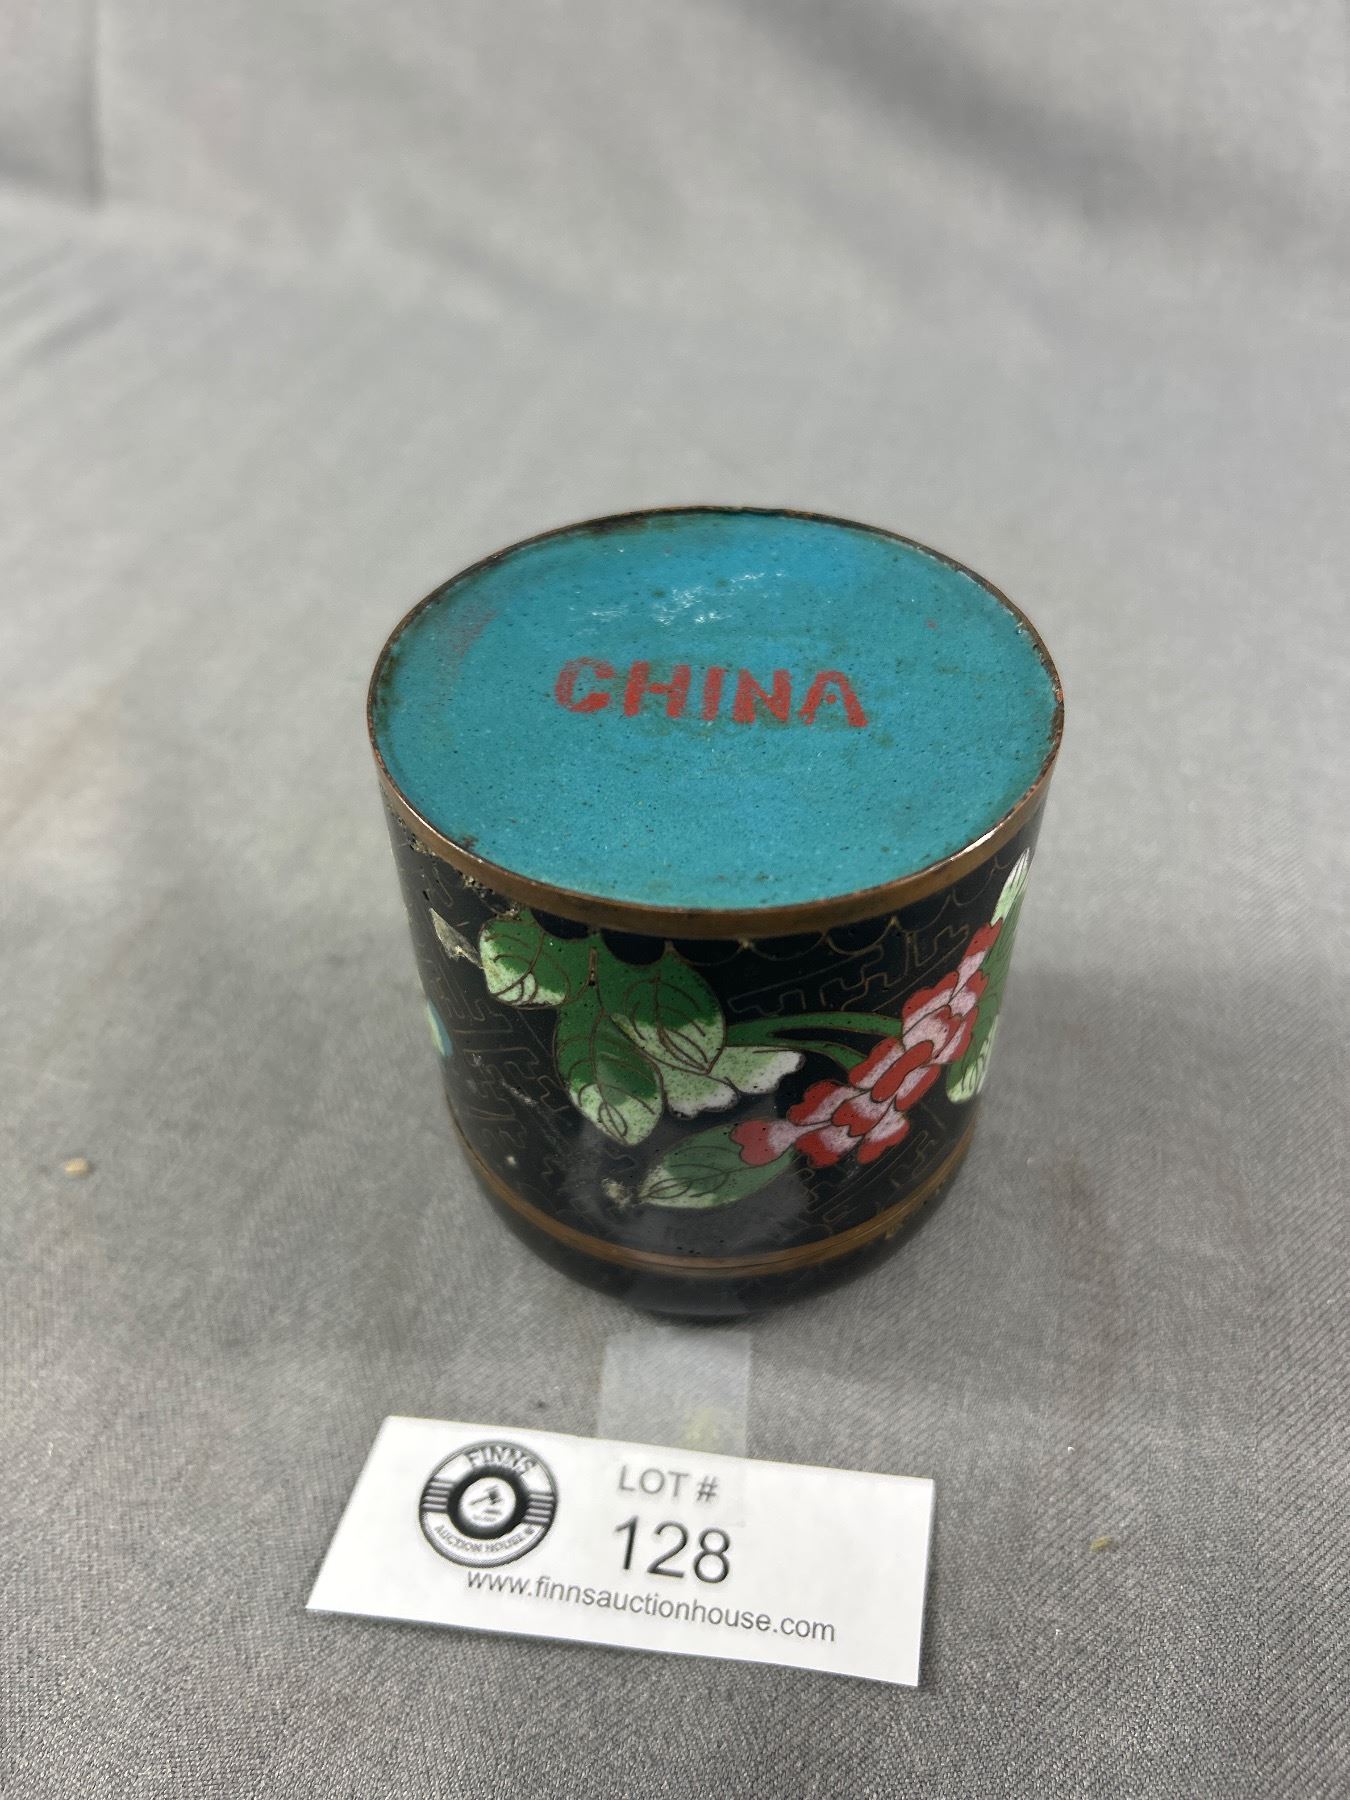 CHINA
FINNS
AUCTION HOUSE
LOT #
128
www.finnsauctionhouse.com